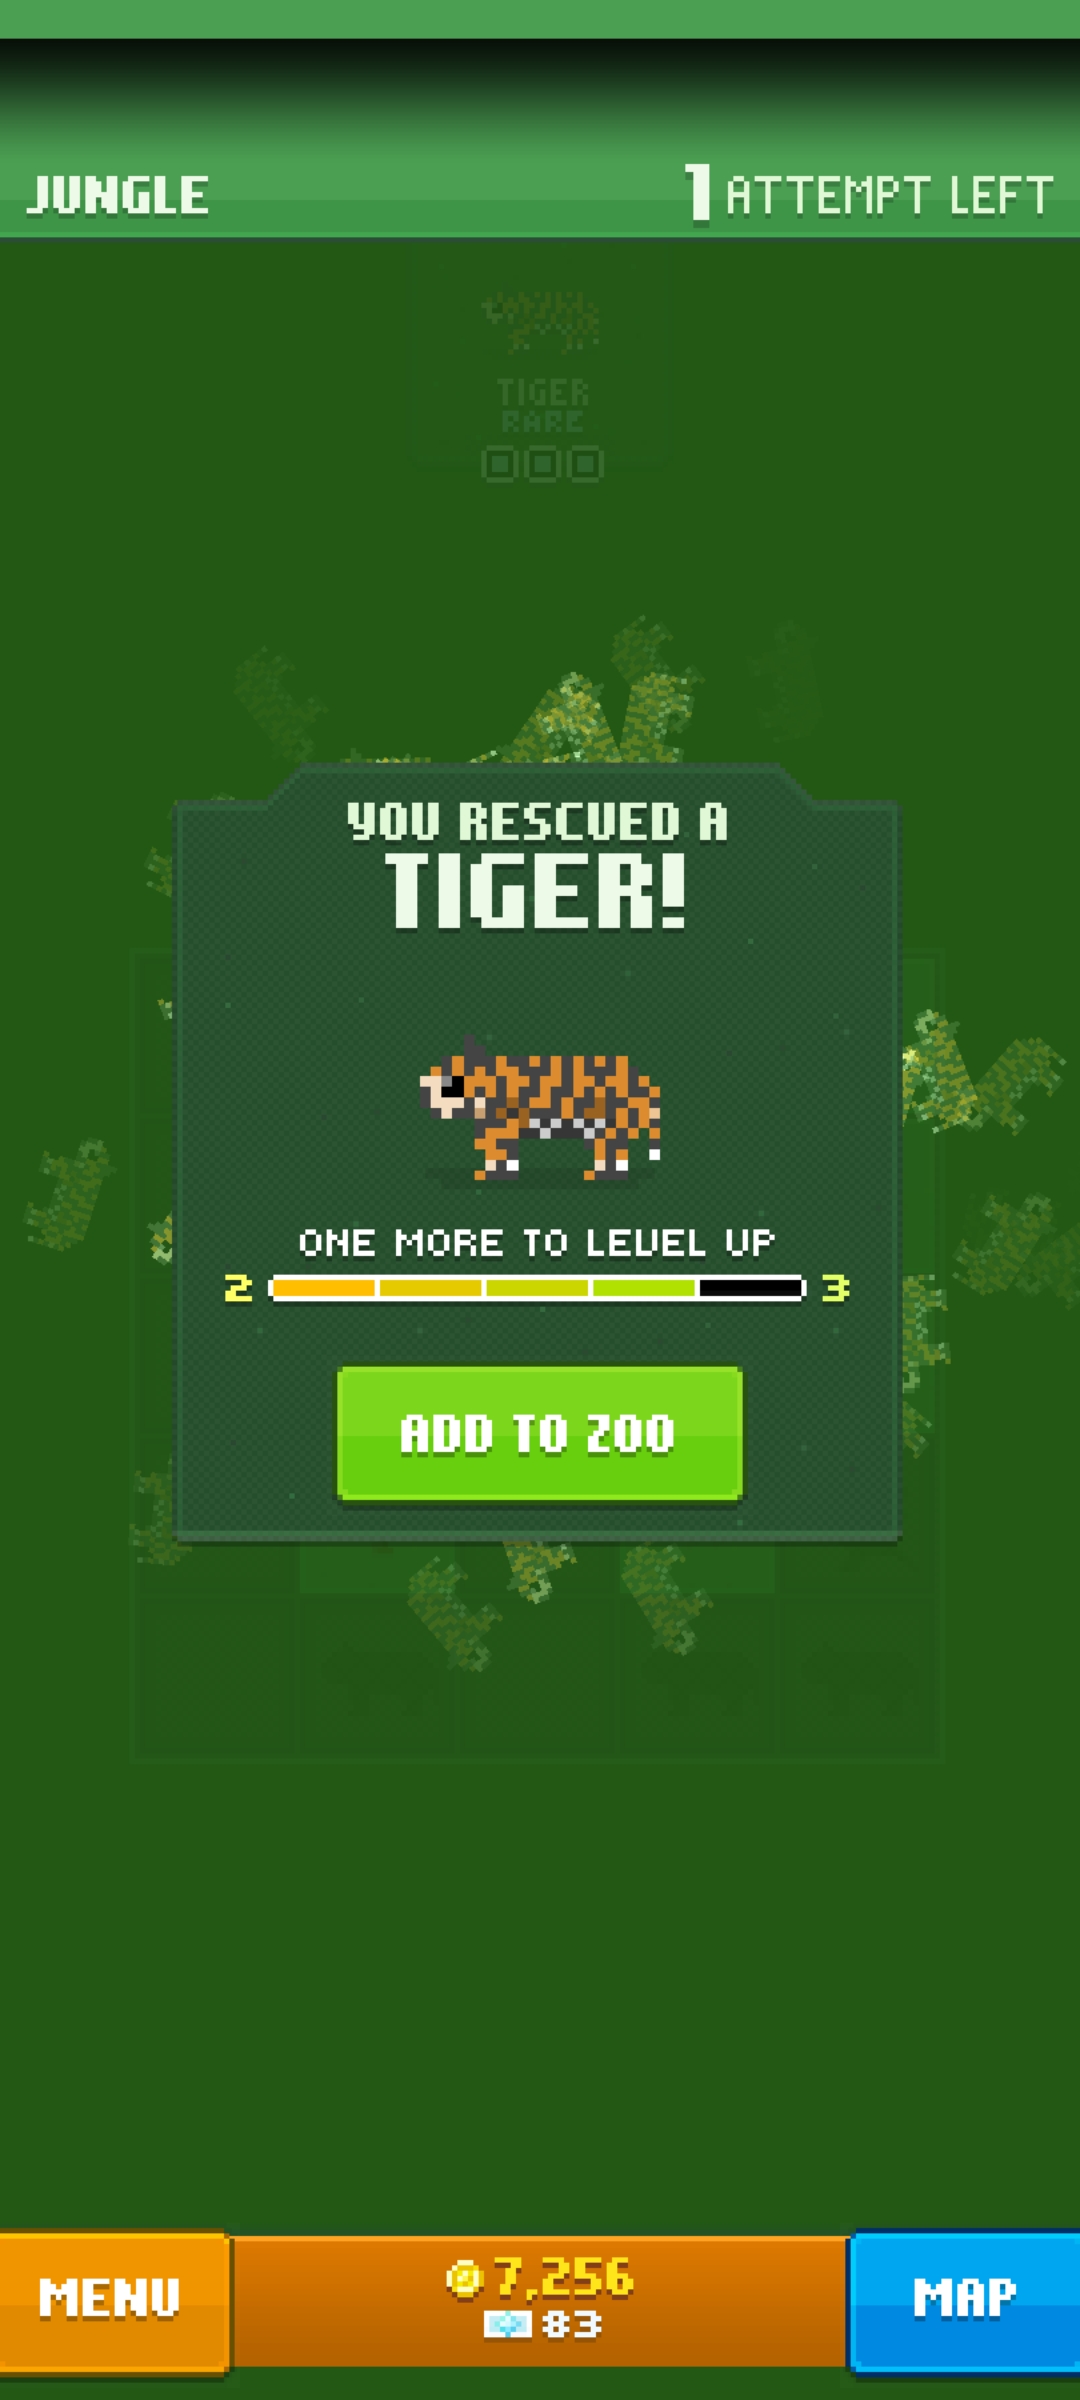 JUNGLE
1 ATTEMPT LEFT
TIGER
RARE
YOU RESCUED A
TIGER!
ONE MORE TO LEVEL UP
2 3
ADD TO ZOO
MENU
7,256
83
MAP